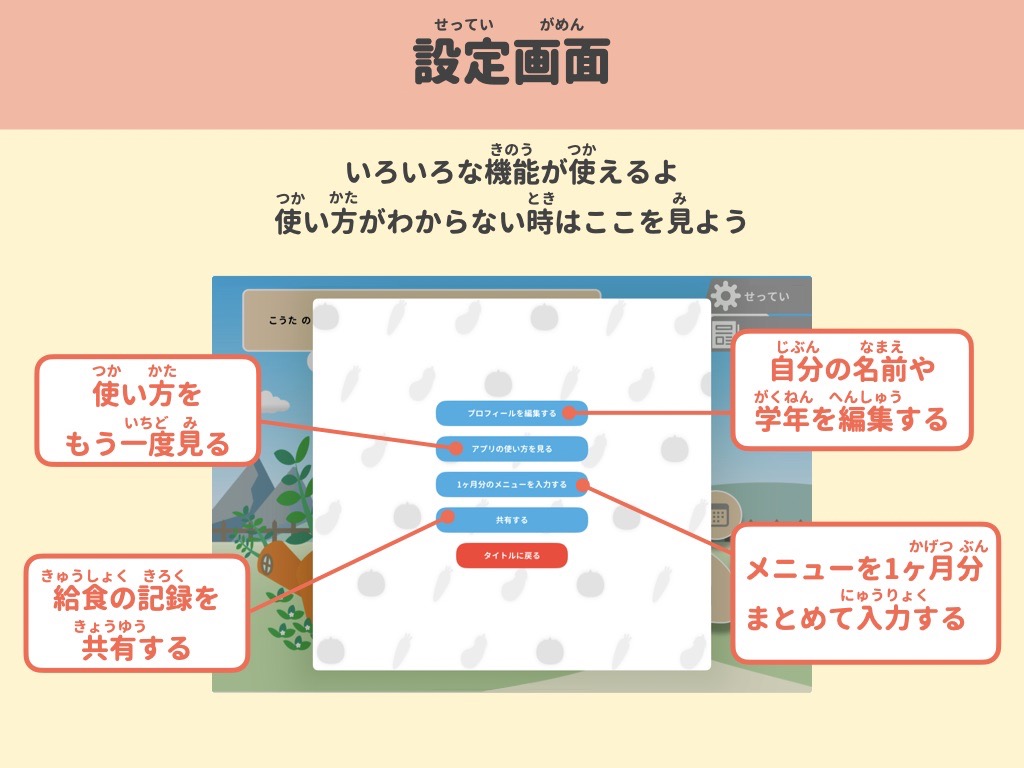 せってい がめん
設定画面
きのう つか
いろいろな機能が使えるよ
つか かた とき み
使い方がわからない時はここを見よう
せってい
こうた の
つか かた
使い方を
いちど み
もう一度見る
じぶん なまえ
自分の名前や
がくねん へんしゅう
学年を編集する
プロフィールを編集する
アプリの使い方を見る
1ヶ月分のメニューを入力する
共有する
タイトルに戻る
きゅうしょく きろく
給食の記録を
きょうゆう
共有する
かげつ ぶん
メニューを1ヶ月分
にゅうりょく
まとめて入力する